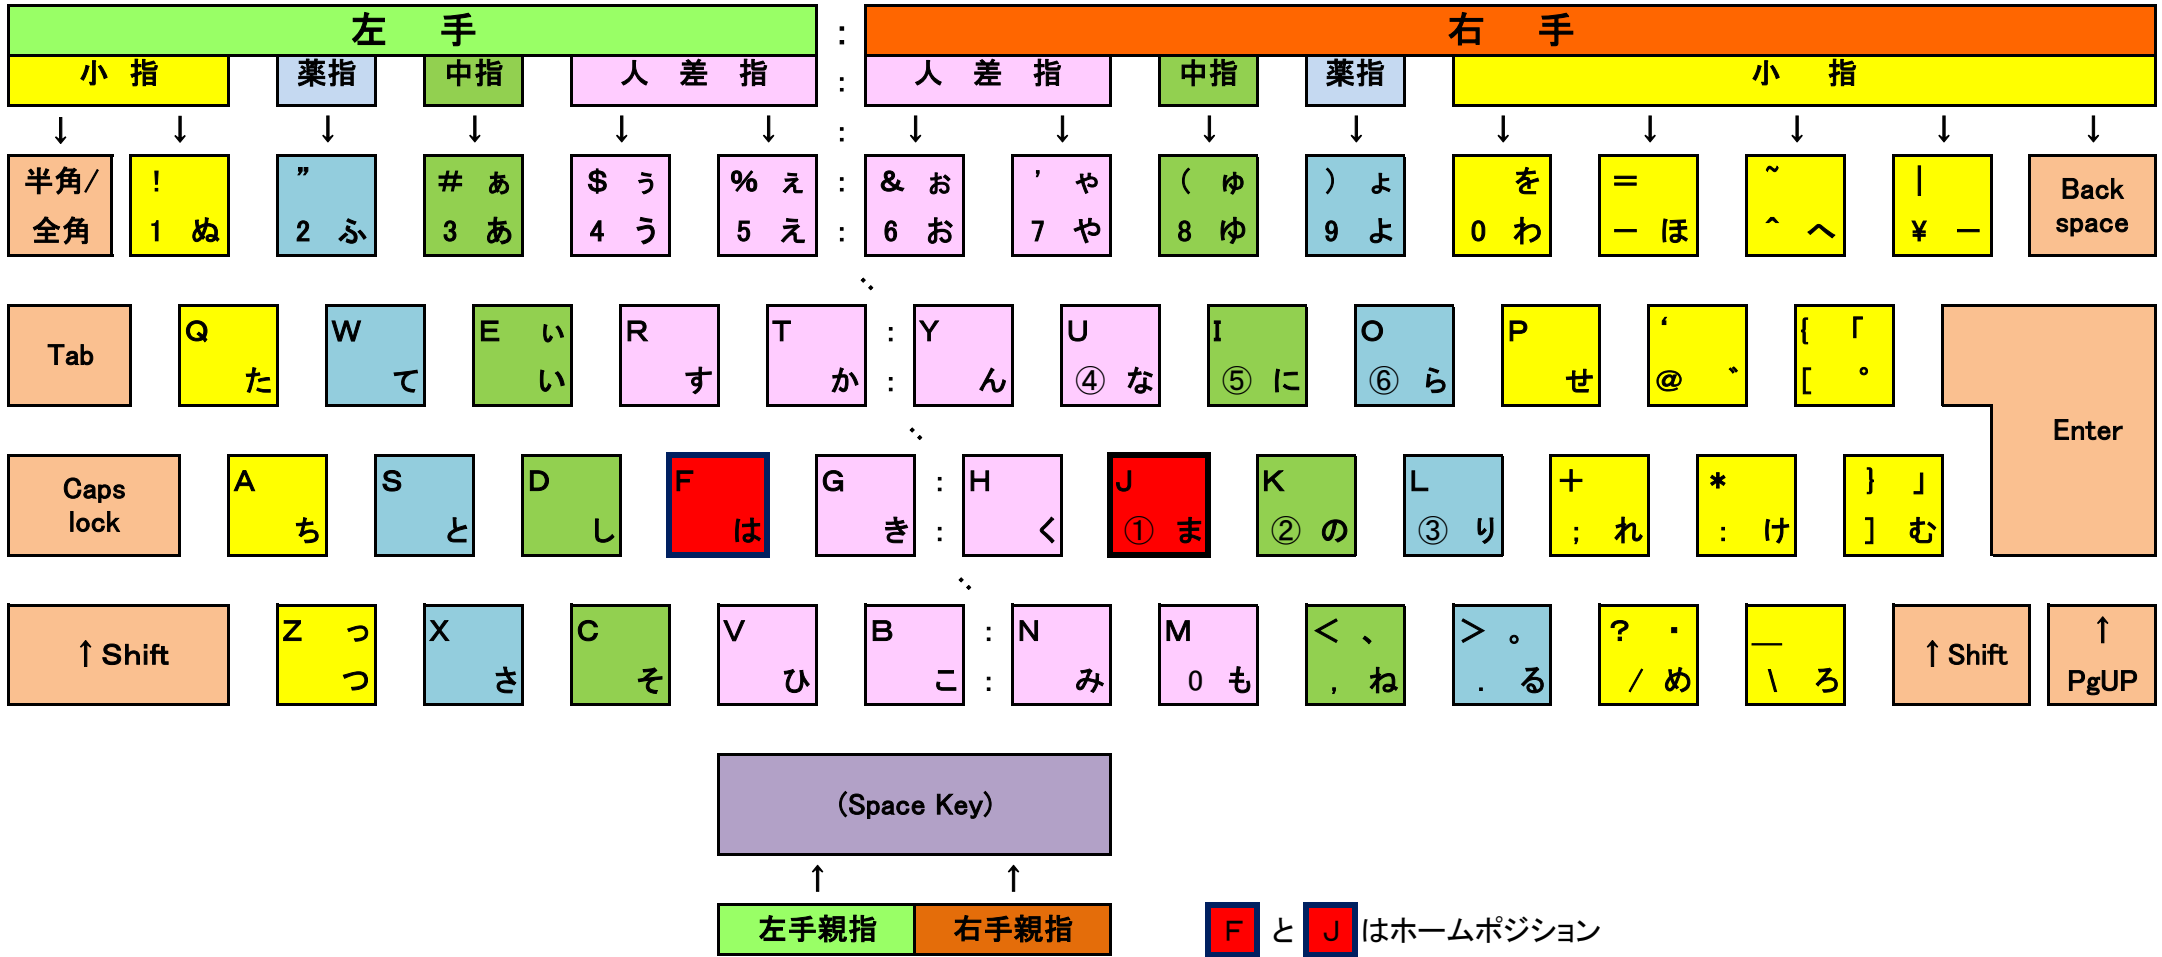 左 手 : 右 手
小 指 薬指 中指 人 差 指 : 人 差 指 中指 薬指 小 指
↓ ↓ ↓ ↓ ↓ ↓ : ↓ ↓ ↓ ↓ ↓ ↓ ↓ ↓ ↓
半角/ ! ” # ぁ $ ぅ % ぇ : & ぉ ’ ゃ ( ゅ ) ょ を = ~ | Back
全角 1 ぬ 2 ふ 3 あ 4 う 5 え : 6 お 7 や 8 ゆ 9 よ 0 わ − ほ ^ へ ¥ ー space
Q W E ぃ R T : Y U I O P ‘ { 「
Tab
た て い す か : ん ④ な ⑤ に ⑥ ら せ @ ゛ [ ゜
Enter
Caps A S D F G : H J K L + * } 」
lock ち と し は き : く ① ま ② の ③ り ; れ : け ] む
Z っ X C V B : N M < 、 > 。 ? ・ _ ↑
↑Shift ↑Shift
つ さ そ ひ こ : み 0 も , ね . る / め \ ろ PgUP
(Space Key)
↑ ↑
左手親指 右手親指 F と J はホームポジション